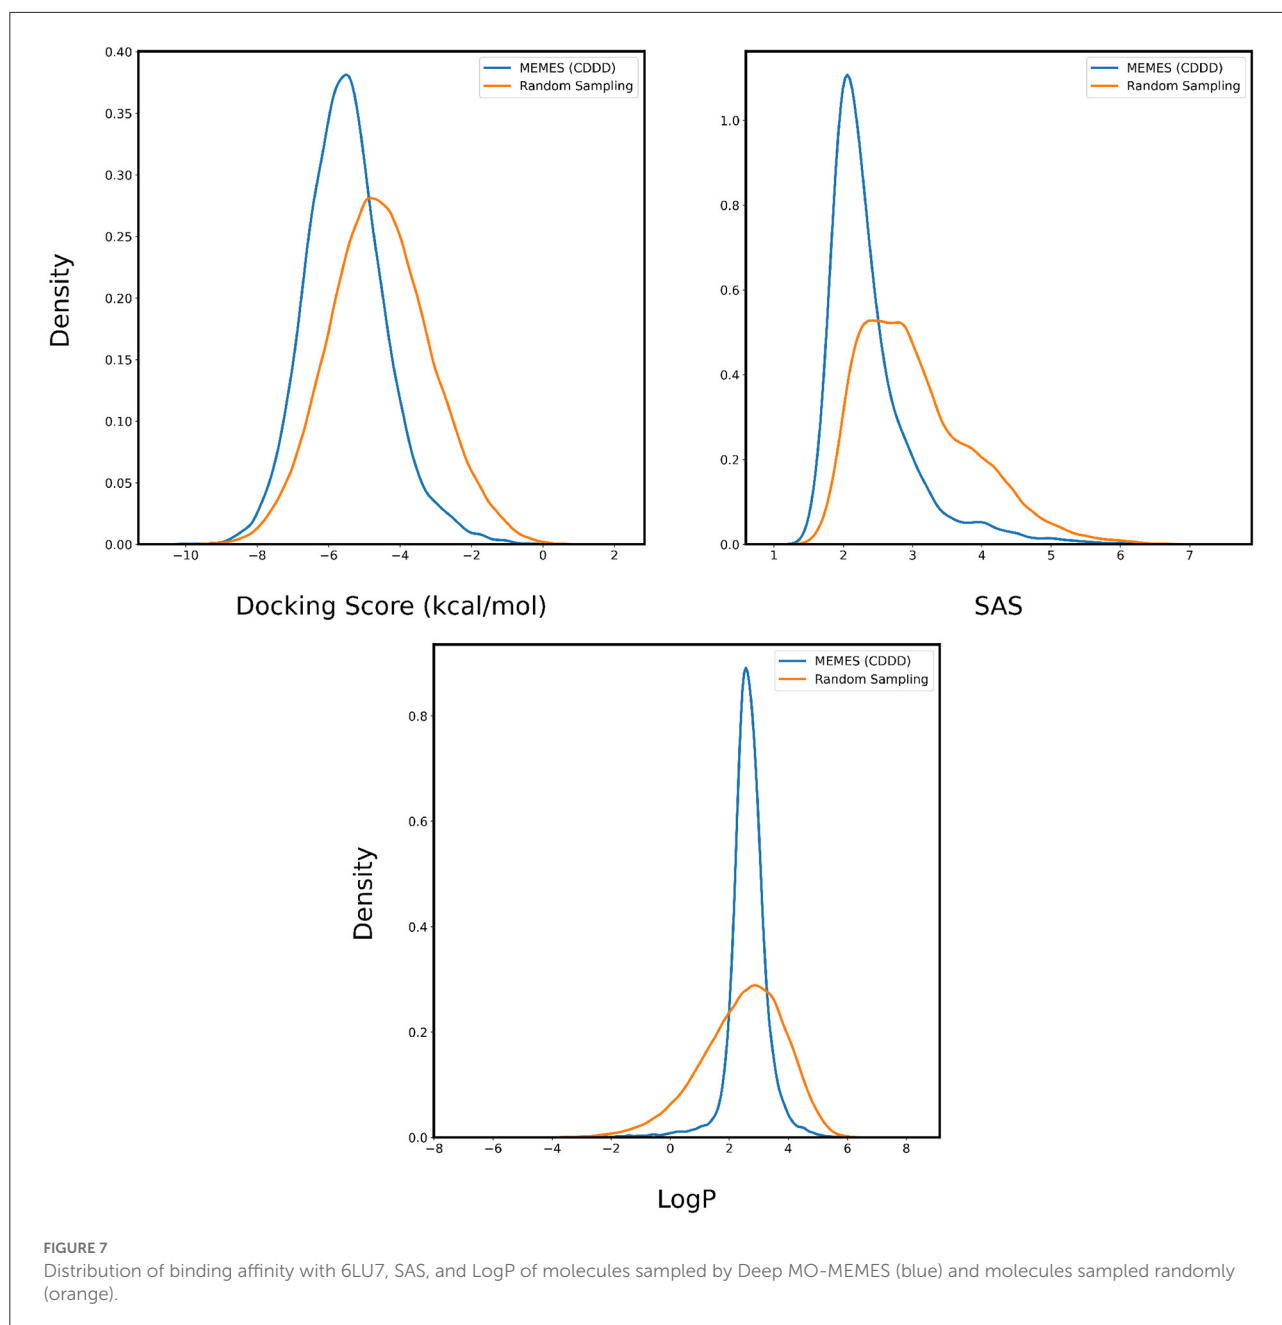 0.40
0.35
0.30
0.25
0.20
0.15
0.10
0.05
0.00
Density
−10 −8 −6 −4 −2 0 2
Docking Score (kcal/mol)
MEMES (CDDD)
Random Sampling
1.0
0.8
0.6
0.4
0.2
0.0
1 2 3 4 5 6 7
SAS
MEMES (CDDD)
Random Sampling
0.8
0.6
0.4
0.2
0.0
Density
−8 −6 −4 −2 0 2 4 6 8
LogP
MEMES (CDDD)
Random Sampling
FIGURE 7
Distribution of binding affinity with 6LU7, SAS, and LogP of molecules sampled by Deep MO-MEMES (blue) and molecules sampled randomly
(orange).